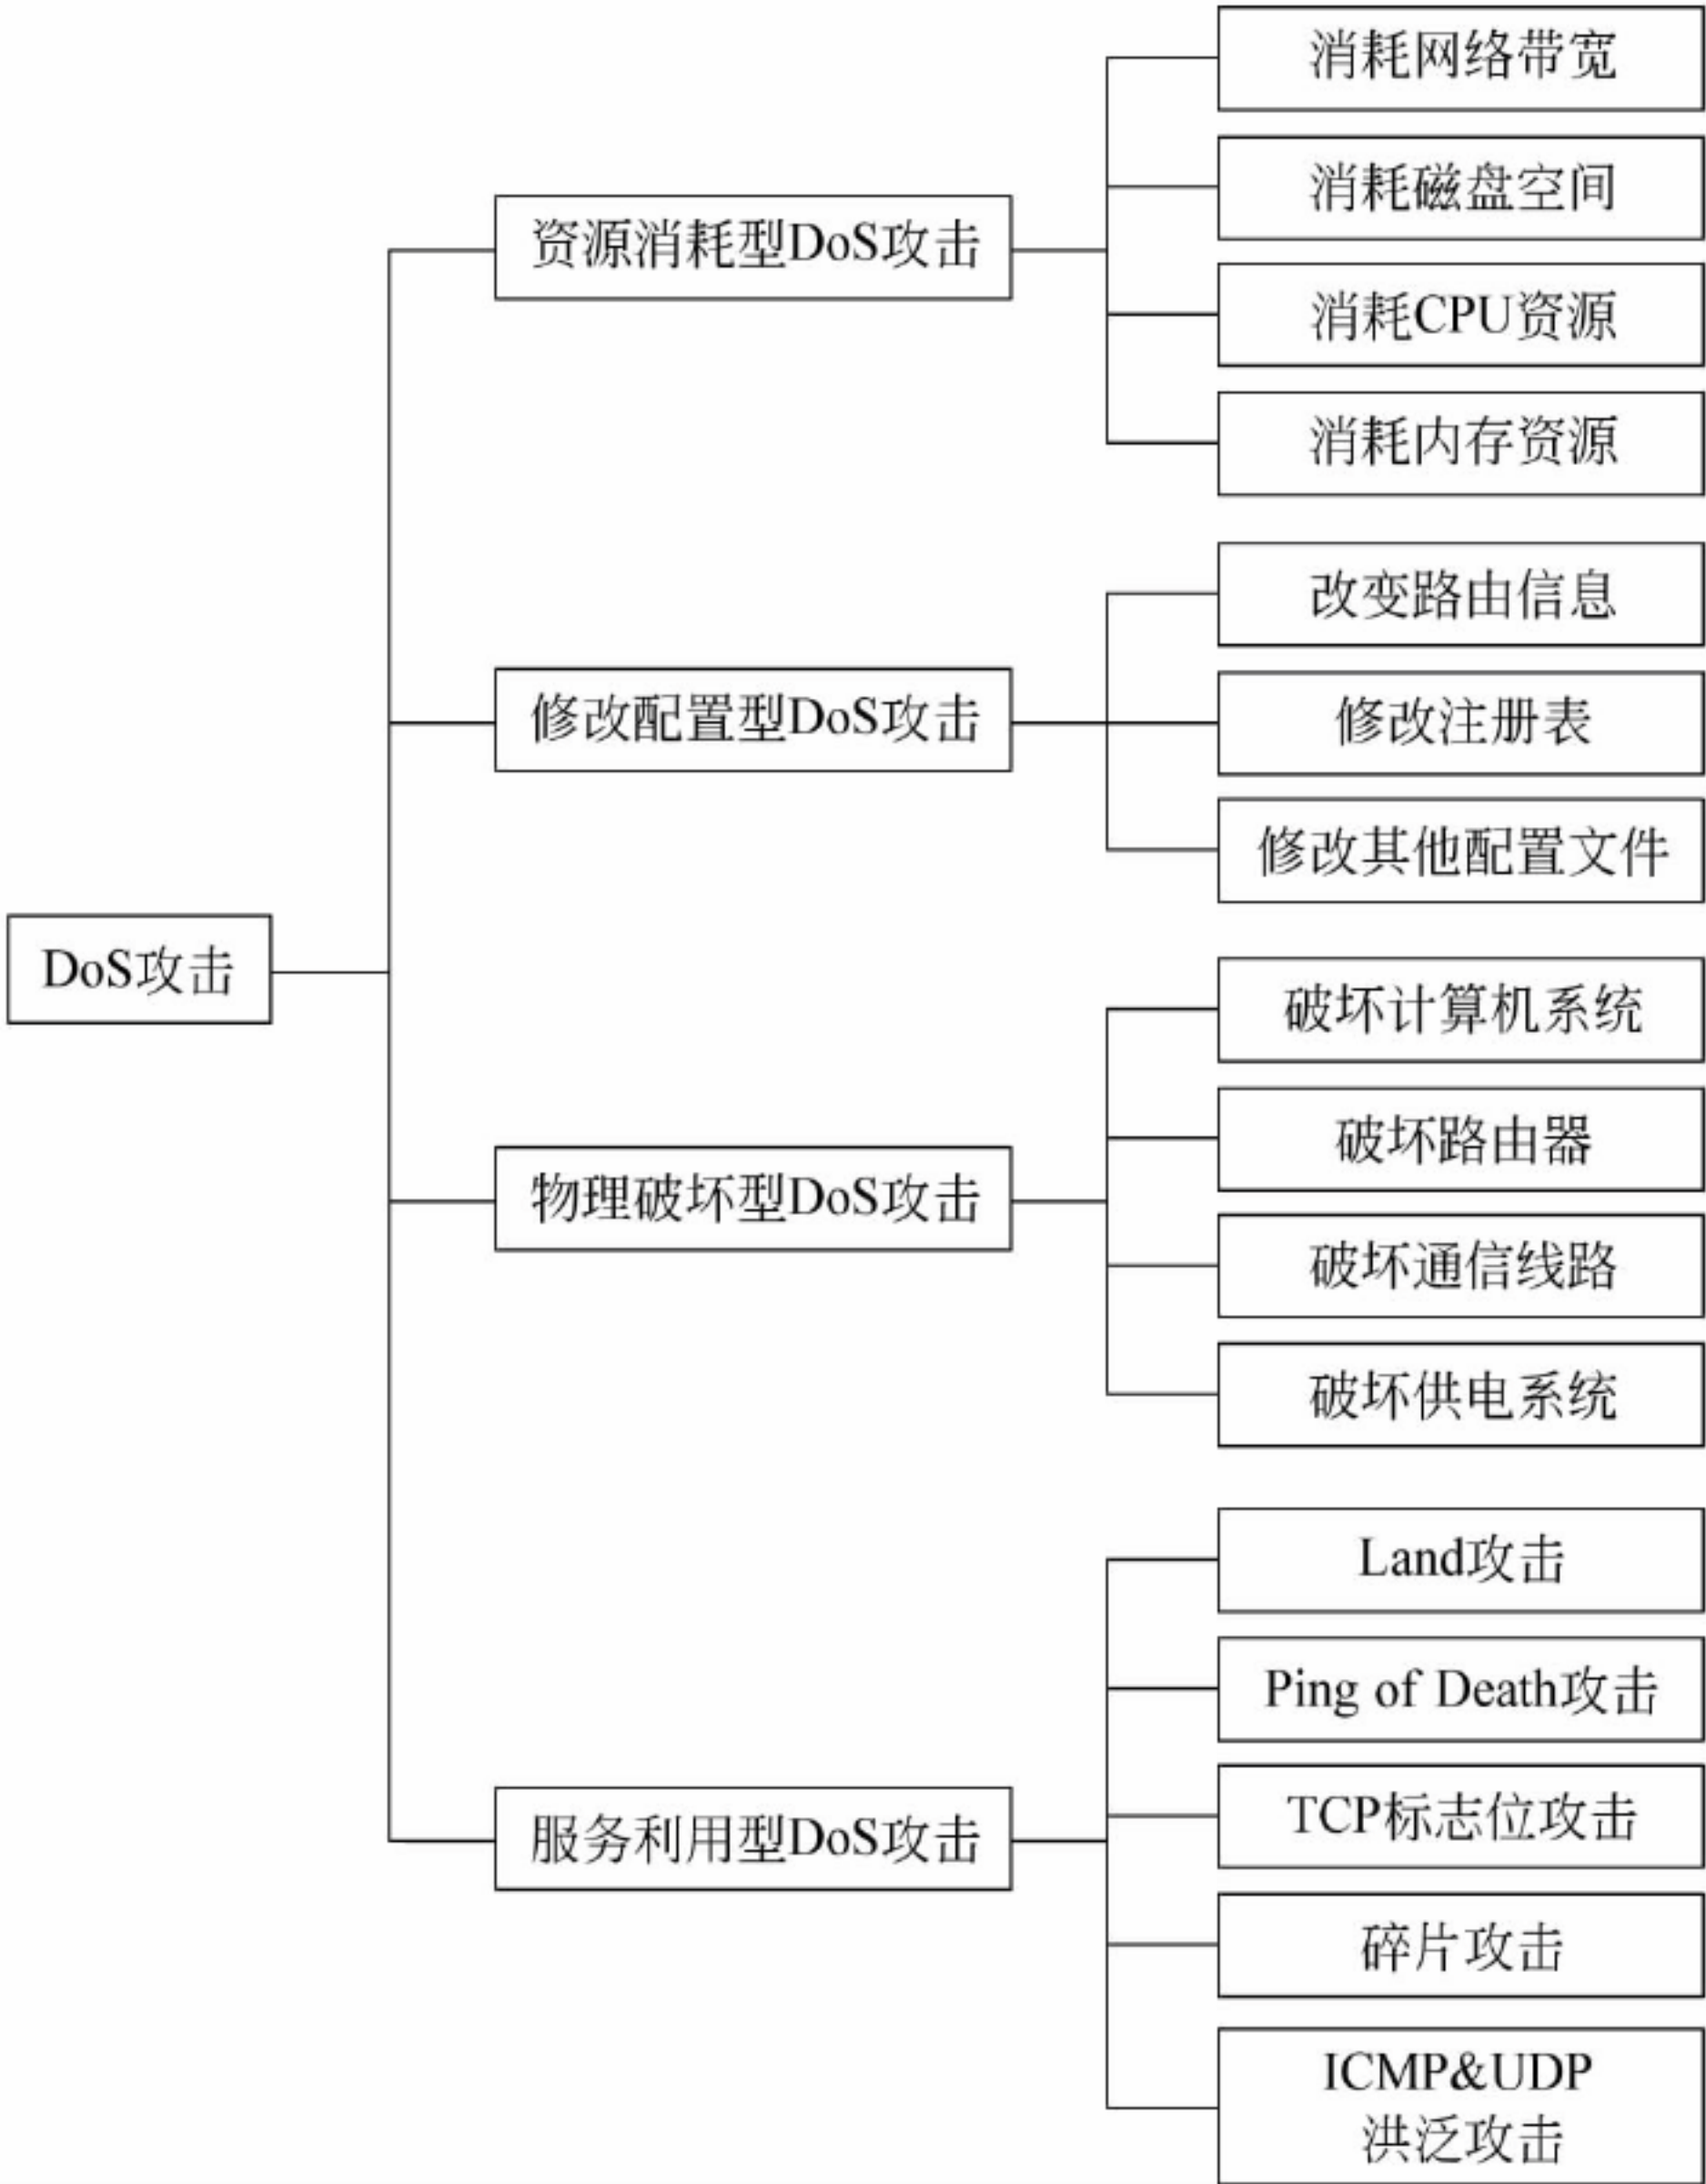 DoS攻击
资源消耗型DoS攻击
消耗网络带宽
消耗磁盘空间
消耗CPU资源
消耗内存资源
修改配置型DoS攻击
改变路由信息
修改注册表
修改其他配置文件
物理破坏型DoS攻击
破坏计算机系统
破坏路由器
破坏通信线路
破坏供电系统
服务利用型DoS攻击
Land攻击
Ping of Death攻击
TCP标志位攻击
碎片攻击
ICMP&UDP
洪泛攻击